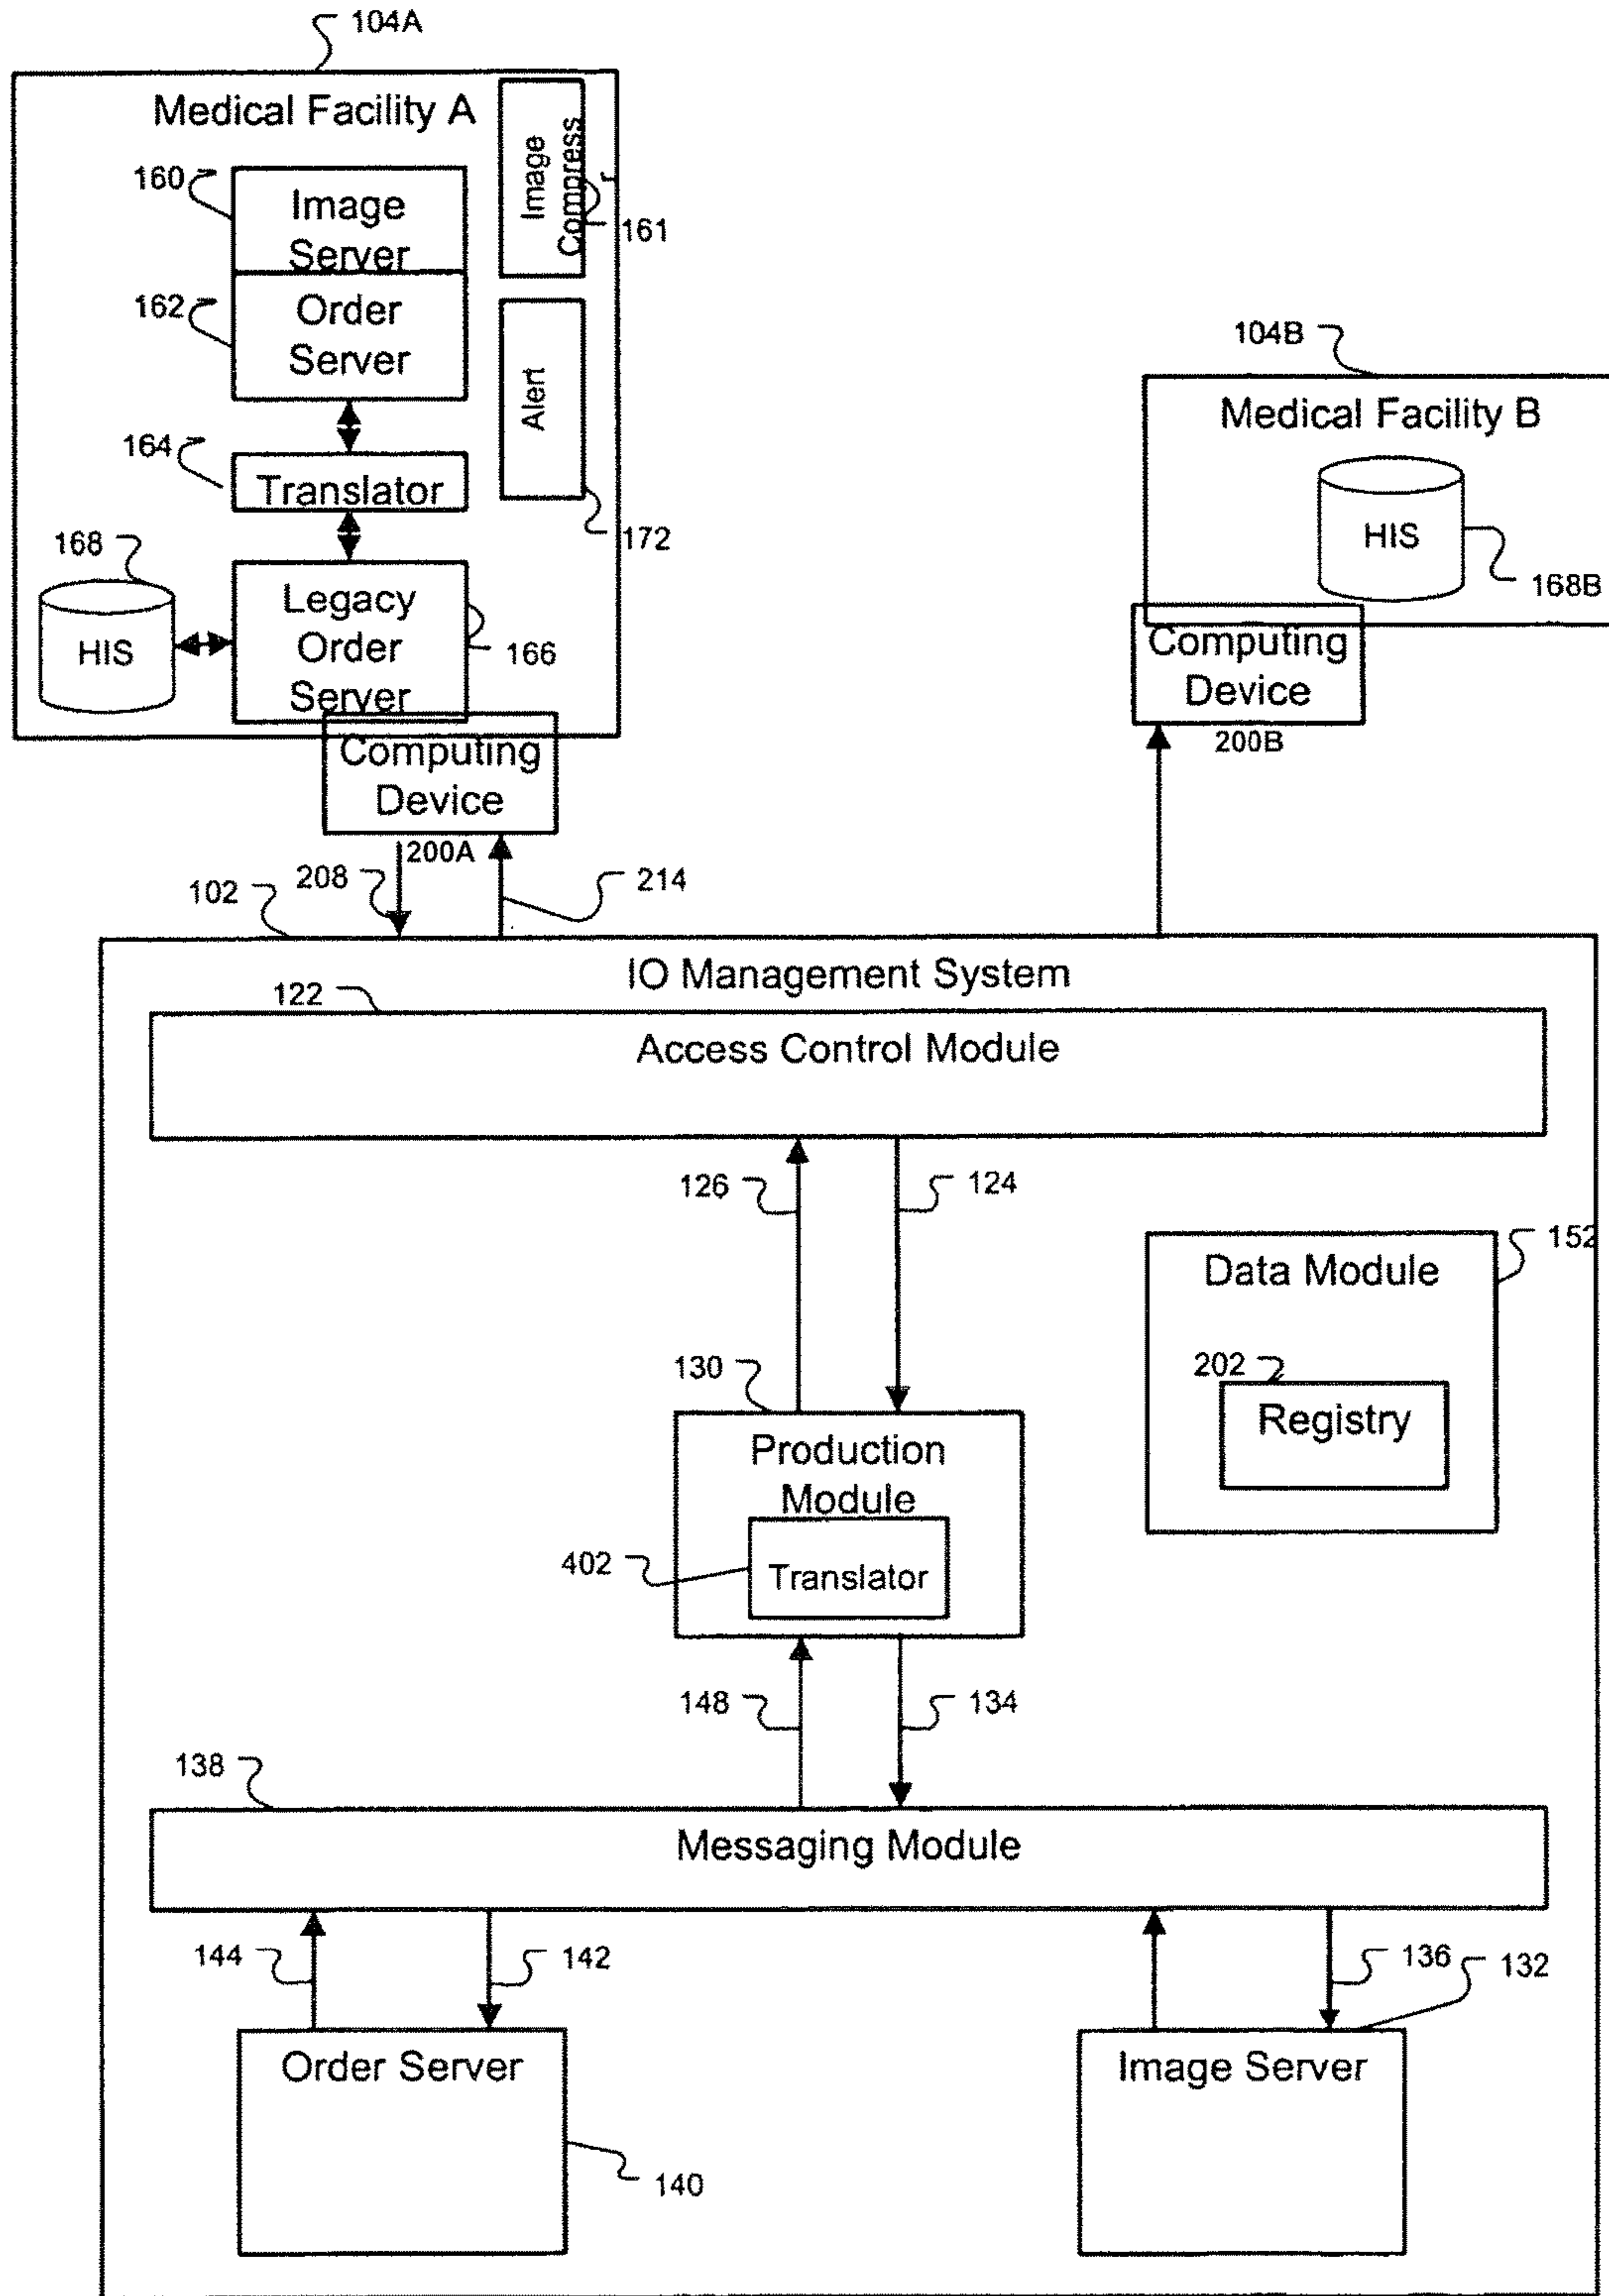 104A
Medical Facility A
Image
Compress
161
160
Image
Server
162
Order
Server
Alert
172
164
Translator
168
HIS
Legacy
Order
Server
166
Computing
Device
200A
104B
Medical Facility B
HIS
168B
Computing
Device
200B
208
214
102
IO Management System
122
Access Control Module
126
124
152
Data Module
202
Registry
130
Production
Module
402
Translator
148
134
138
Messaging Module
144
142
136
132
Order Server
140
Image Server